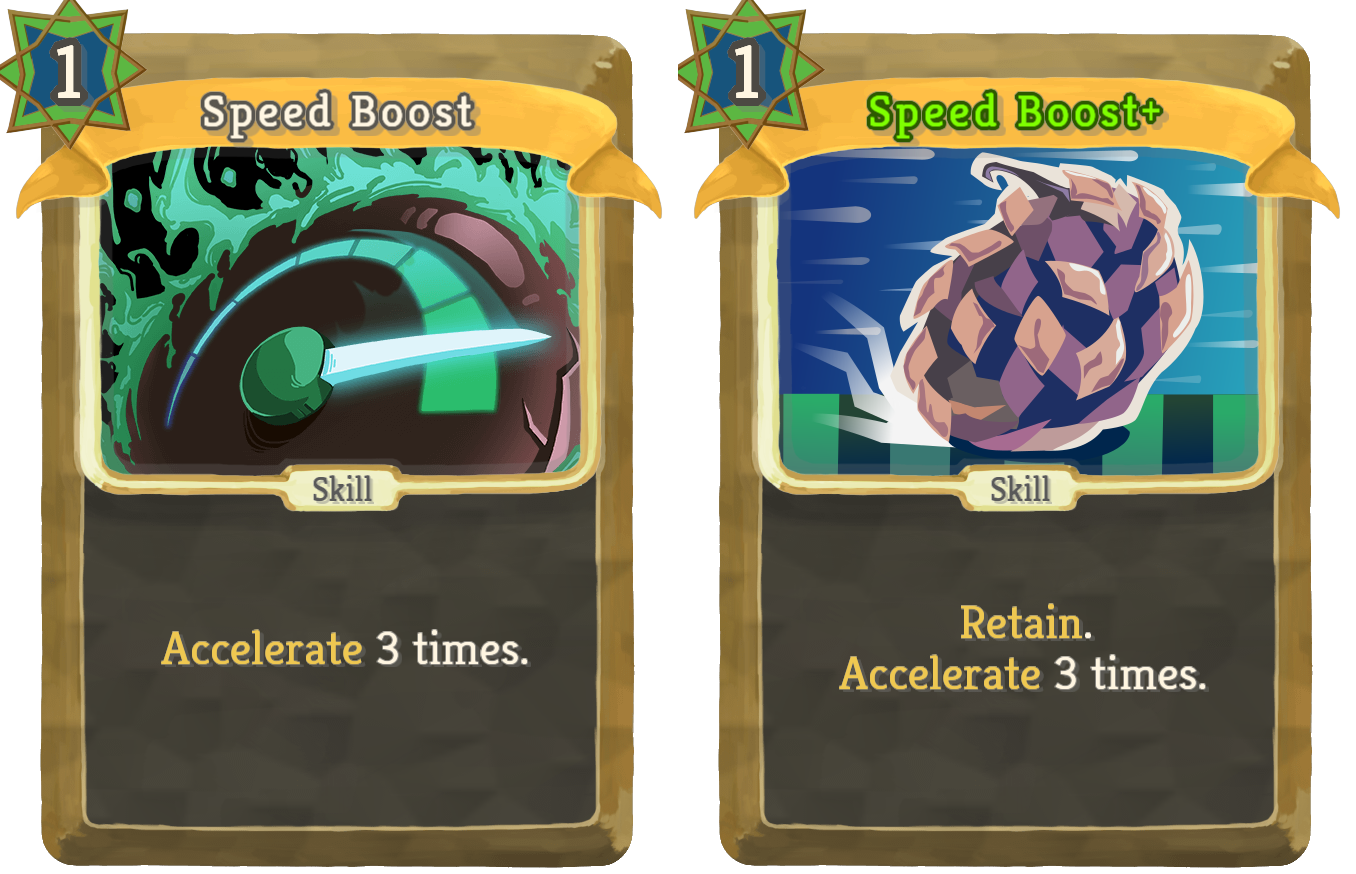 1
Speed Boost
Skill
Accelerate 3 times.
1
Speed Boost+
Skill
Retain.
Accelerate 3 times.